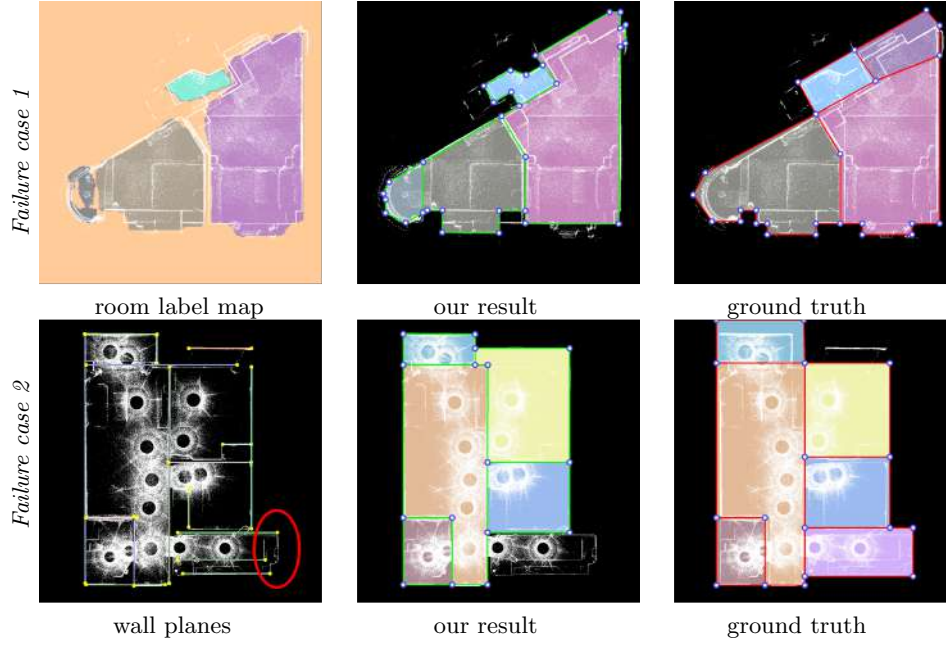 Failure case 1
room label map
our result
ground truth
Failure case 2
wall planes
our result
ground truth